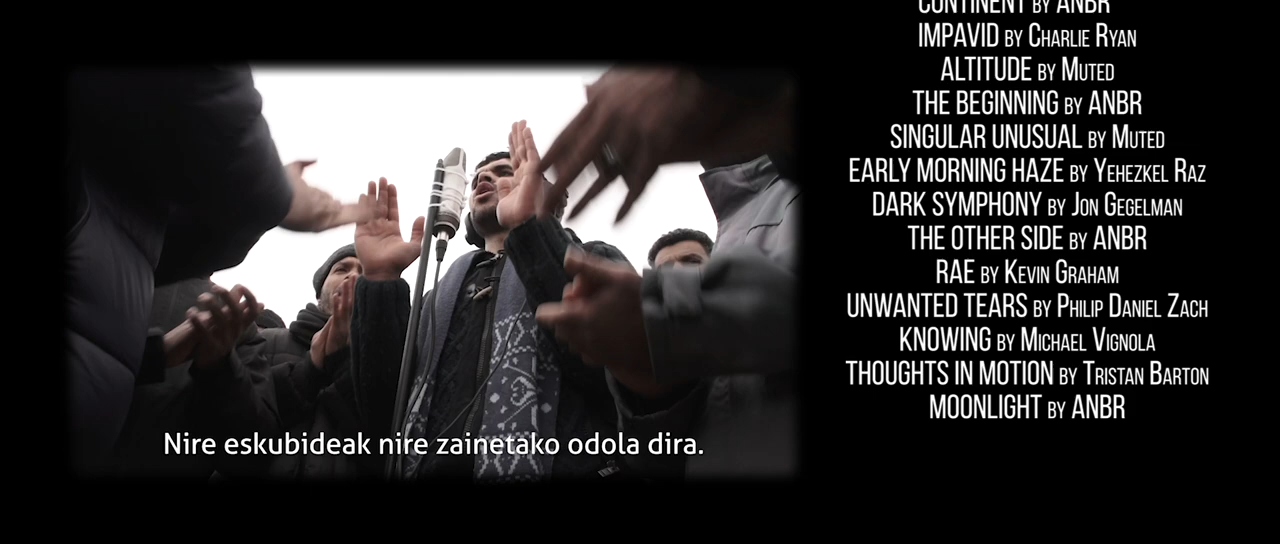 Nire eskubideak nire zainetako odola dira.
CONTINENT BY ANBR
IMPAVID BY CHARLIE RYAN
ALTITUDE BY MUTED
THE BEGINNING BY ANBR
SINGULAR UNUSUAL BY MUTED
EARLY MORNING HAZE BY YEHEZKEL RAZ
DARK SYMPHONY BY JON GEGELMAN
THE OTHER SIDE BY ANBR
RAE BY KEVIN GRAHAM
UNWANTED TEARS BY PHILIP DANIEL ZACH
KNOWING BY MICHAEL VIGNOLA
THOUGHTS IN MOTION BY TRISTAN BARTON
MOONLIGHT BY ANBR